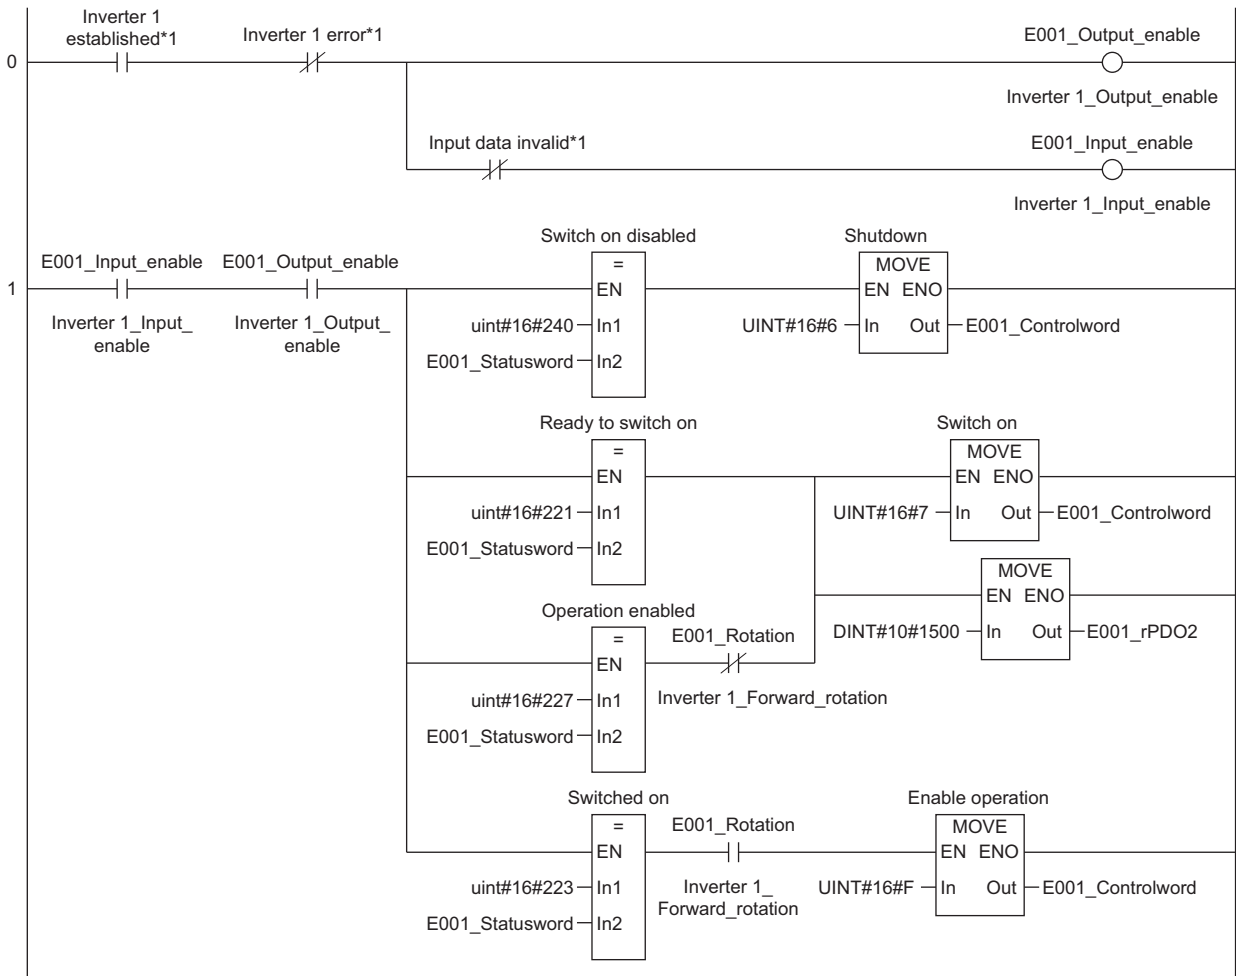 Inverter 1
established*1
Inverter 1 error*1
E001_Output_enable
0
Inverter 1_Output_enable
Input data invalid*1
E001_Input_enable
Inverter 1_Input_enable
Switch on disabled
Shutdown
E001_Input_enable
E001_Output_enable
=
MOVE
1
EN
EN ENO
Inverter 1_Input_
enable
Inverter 1_Output_
enable
uint#16#240
In1
UINT#16#6
In Out
E001_Controlword
E001_Statusword
In2
Ready to switch on
Switch on
=
MOVE
EN
EN ENO
uint#16#221
In1
UINT#16#7
In Out
E001_Controlword
E001_Statusword
In2
MOVE
EN ENO
Operation enabled
=
E001_Rotation
DINT#10#1500
In Out
E001_rPDO2
EN
uint#16#227
In1
Inverter 1_Forward_rotation
E001_Statusword
In2
Switched on
Enable operation
=
E001_Rotation
MOVE
EN
EN ENO
uint#16#223
In1
Inverter 1_
Forward_rotation
UINT#16#F
In Out
E001_Controlword
E001_Statusword
In2